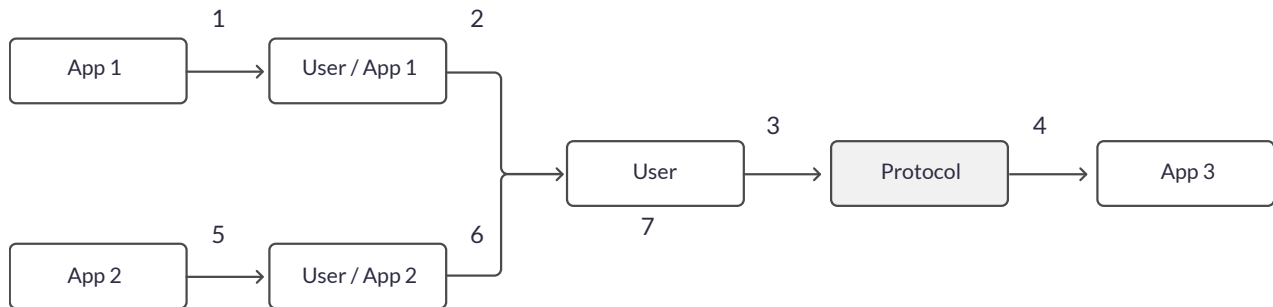 1
2
App 1
User / App 1
3
4
User
Protocol
App 3
7
5
6
App 2
User / App 2